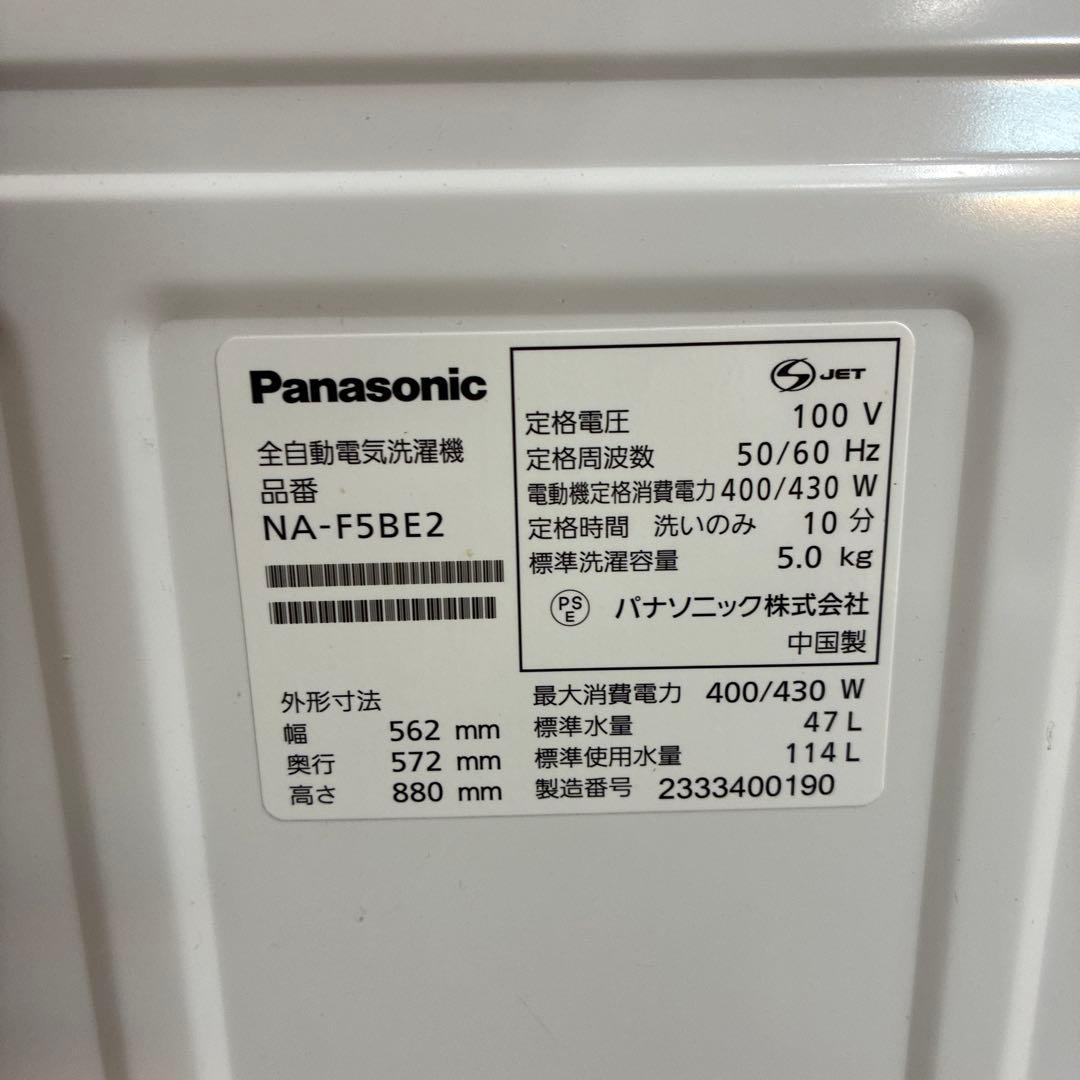 Panasonic
全自動電気洗濯機
品番
NA-F5BE2
外形寸法
幅 562 mm
奥行 572 mm
高さ 880 mm
S JET
定格電圧 100 V
定格周波数 50/60 Hz
電動機定格消費電力 400/430 W
定格時間 洗いのみ 10 分
標準洗濯容量 5.0 kg
PS E パナソニック株式会社
中国製
最大消費電力 400/430 W
標準水量 47 L
標準使用水量 114 L
製造番号 2333400190